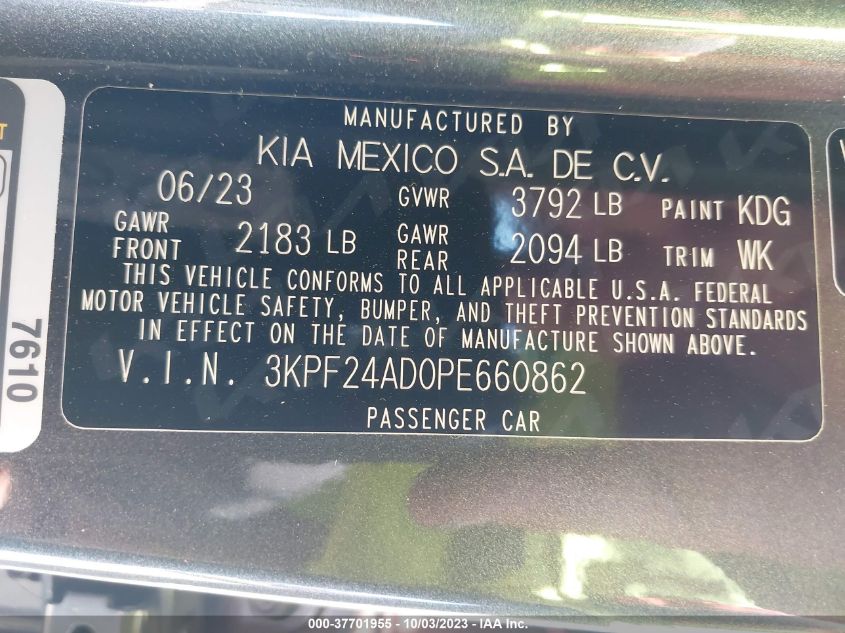 MANUFACTURED BY
KIA MEXICO S.A. DE C.V.
06/23 GVWR 3792 LB PAINT KDG
GAWR FRONT 2183 LB GAWR REAR 2094 LB TRIM WK
THIS VEHICLE CONFORMS TO ALL APPLICABLE U.S.A. FEDERAL
MOTOR VEHICLE SAFETY, BUMPER, AND THEFT PREVENTION STANDARDS
IN EFFECT ON THE DATE OF MANUFACTURE SHOWN ABOVE.
V.I.N. 3KPF24AD0PE660862
PASSENGER CAR
7610
000-37701955 - 10/03/2023 - IAA Inc.